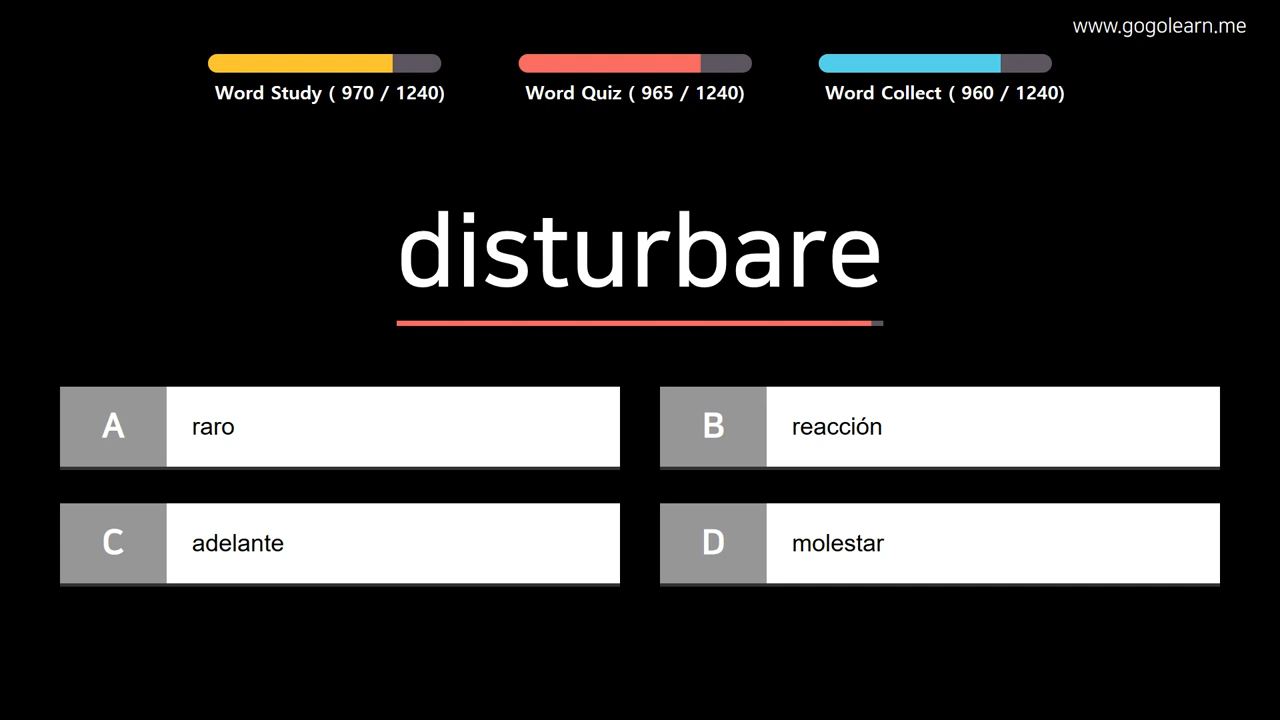 www.gogolearn.me
Word Study ( 970 / 1240)
Word Quiz ( 965 / 1240)
Word Collect ( 960 / 1240)
disturbare
A raro
B reacción
C adelante
D molestar